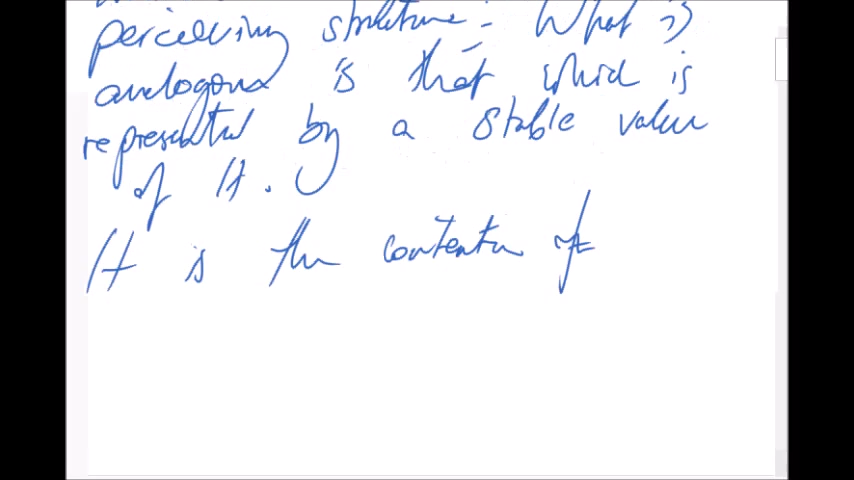 perceiving structure. What is
analogous is that which is
represented by a stable value
of H.
It is the contention of